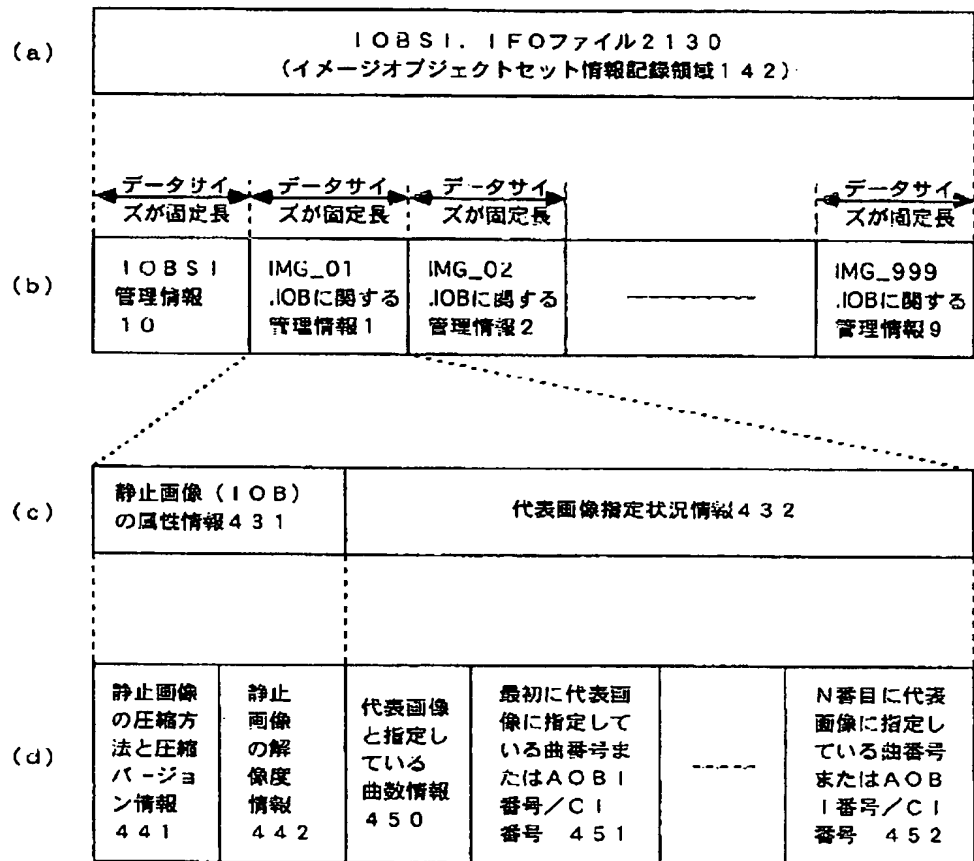 (a)
IOBSI. IFOファイル2130
(イメージオブジェクトセット情報記録領域142)
データサイ
ズが固定長
データサイ
ズが固定長
データサイ
ズが固定長
データサイ
ズが固定長
(b)
IOBSI
管理情報
10
IMG_01
.IOBに関する
管理情報1
IMG_02
.IOBに関する
管理情報2
IMG_999
.IOBに関する
管理情報9
(c)
静止画像(IOB)
の属性情報431
代表画像指定状況情報432
(d)
静止画像
の圧縮方
法と圧縮
バージョ
ン情報
441
静止
画像
の解
像度
情報
442
代表画像
と指定し
ている
曲数情報
450
最初に代表画
像に指定して
いる曲番号ま
たはAOBI
番号/CI
番号 451
N番目に代表
画像に指定し
ている曲番号
またはAOB
I番号/CI
番号 452